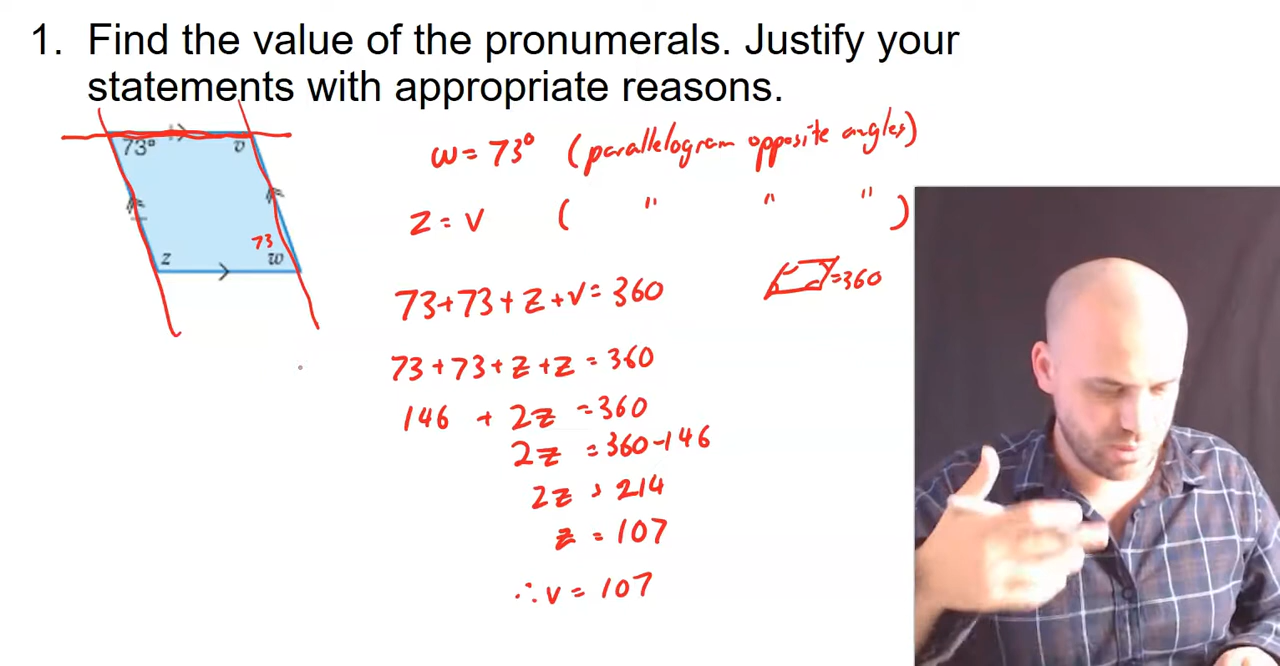 1. Find the value of the pronumerals. Justify your
statements with appropriate reasons.
73° v
z 73 w
w = 73° (parallelogram opposite angles)
z = v ( " " " )
=360
73+73+z+v=360
73+73+z+z=360
146 + 2z =360
2z =360-146
2z = 214
z = 107
∴ v = 107